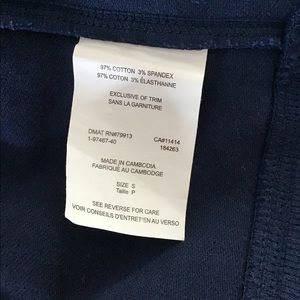 97% COTTON 3% SPANDEX
97% COTON 3% ÉLASTHANNE
EXCLUSIVE OF TRIM
SANS LA GARNITURE
DMAT RN#79913 CA#11414
1-97467-40 184263
MADE IN CAMBODIA
FABRIQUÉ AU CAMBODGE
SIZE S
Taille P
SEE REVERSE FOR CARE
VOIR CONSEILS D'ENTRETIEN AU VERSO